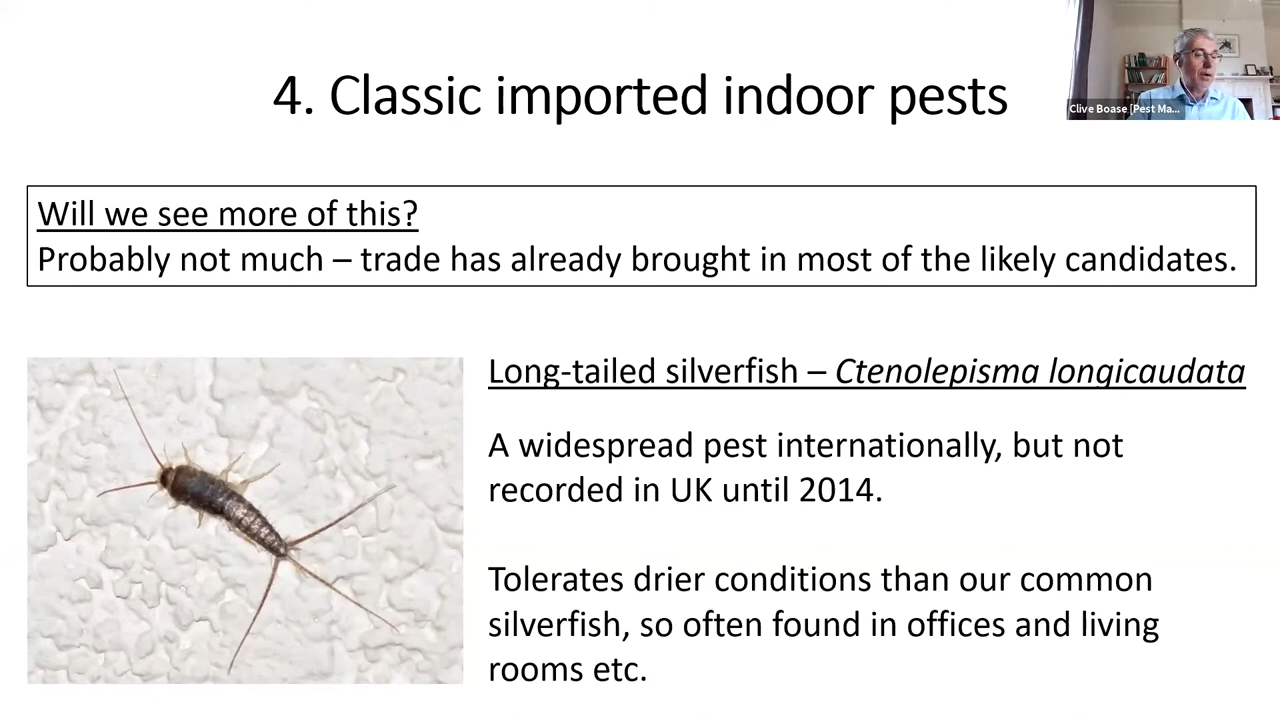 4. Classic imported indoor pests
Clive Boase [Pest Ma...
Will we see more of this?
Probably not much – trade has already brought in most of the likely candidates.
Long-tailed silverfish – Ctenolepisma longicaudata
A widespread pest internationally, but not
recorded in UK until 2014.
Tolerates drier conditions than our common
silverfish, so often found in offices and living
rooms etc.